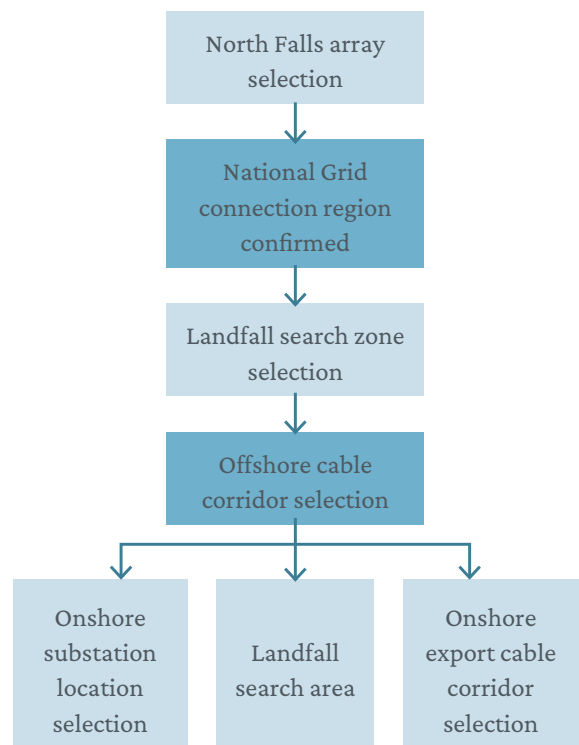 North Falls array
selection
National Grid
connection region
confirmed
Landfall search zone
selection
Offshore cable
corridor selection
Onshore
substation
location
selection
Landfall
search area
Onshore
export cable
corridor
selection